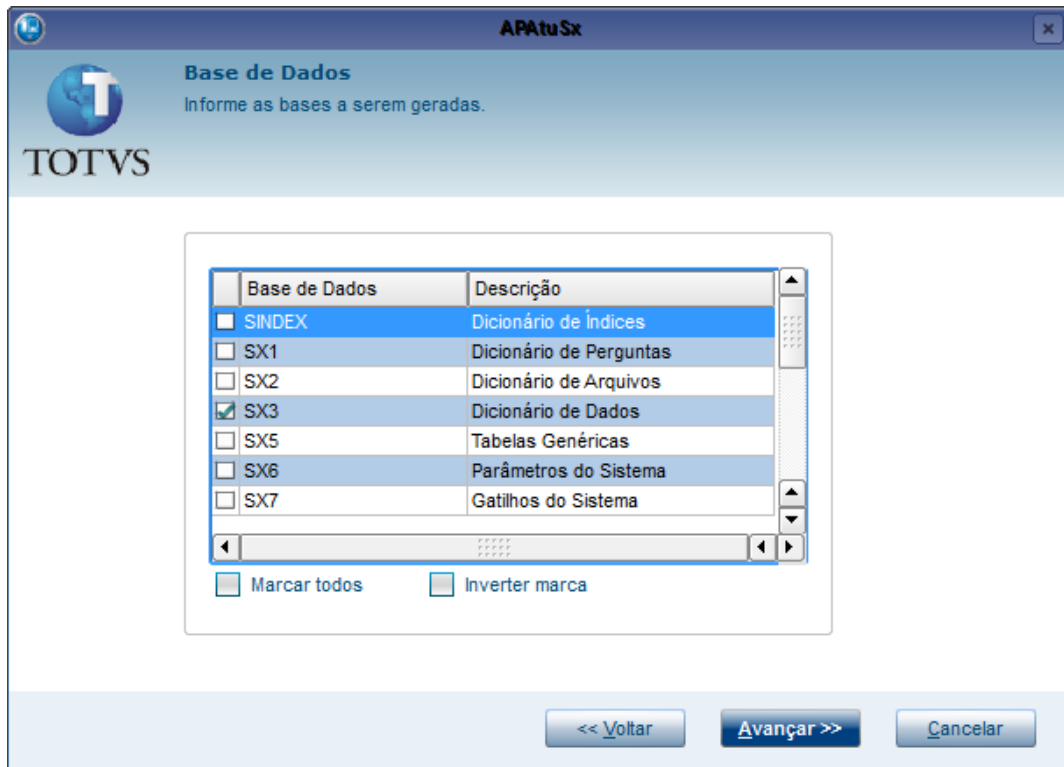 APAtuSx
Base de Dados
Informe as bases a serem geradas.
TOTVS
Base de Dados Descrição
SINDEX Dicionário de Índices
SX1 Dicionário de Perguntas
SX2 Dicionário de Arquivos
SX3 Dicionário de Dados
SX5 Tabelas Genéricas
SX6 Parâmetros do Sistema
SX7 Gatilhos do Sistema
Marcar todos Inverter marca
<< Voltar Avançar >> Cancelar